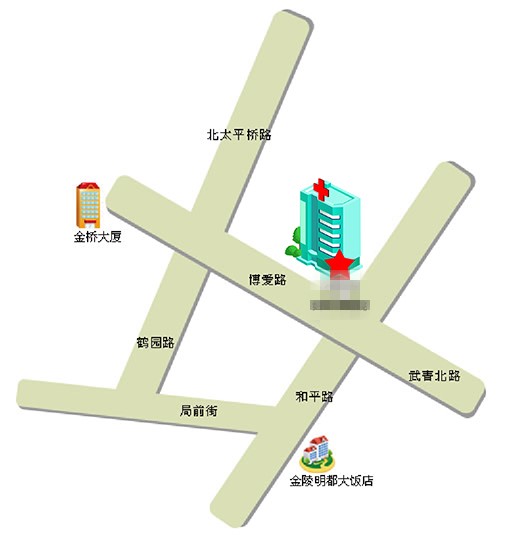 北太平桥路
金桥大厦
博爱路
鹤园路
武青北路
和平路
局前街
金陵明都大饭店